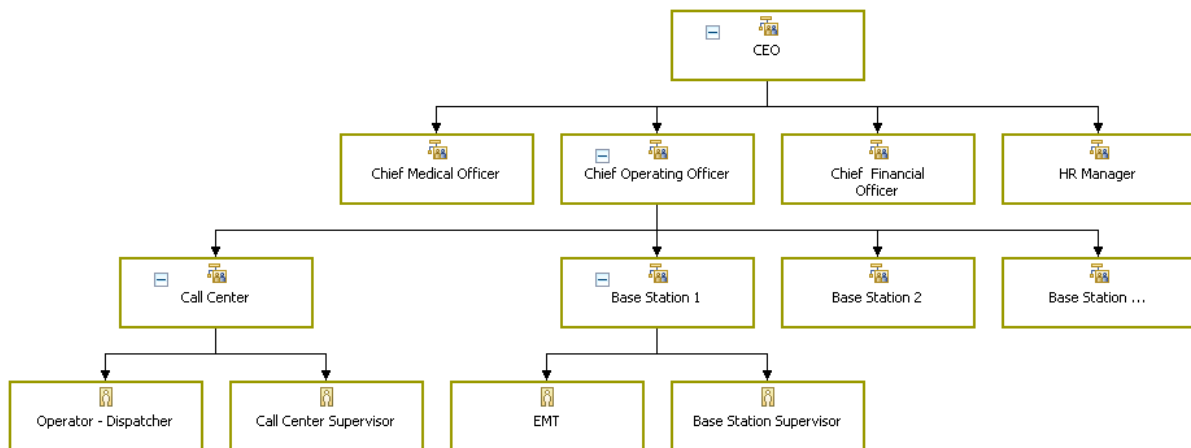 CEO
Chief Medical Officer
Chief Operating Officer
Chief Financial
Officer
HR Manager
Call Center
Base Station 1
Base Station 2
Base Station ...
Operator - Dispatcher
Call Center Supervisor
EMT
Base Station Supervisor